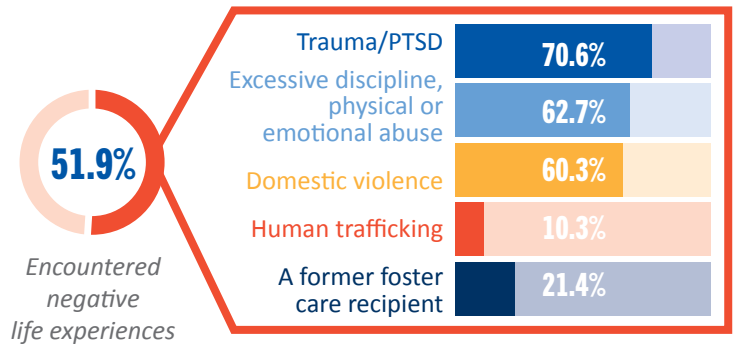 51.9%
Encountered
negative
life experiences
Trauma/PTSD
70.6%
Excessive discipline,
physical or
emotional abuse
62.7%
Domestic violence
60.3%
Human trafficking
10.3%
A former foster
care recipient
21.4%